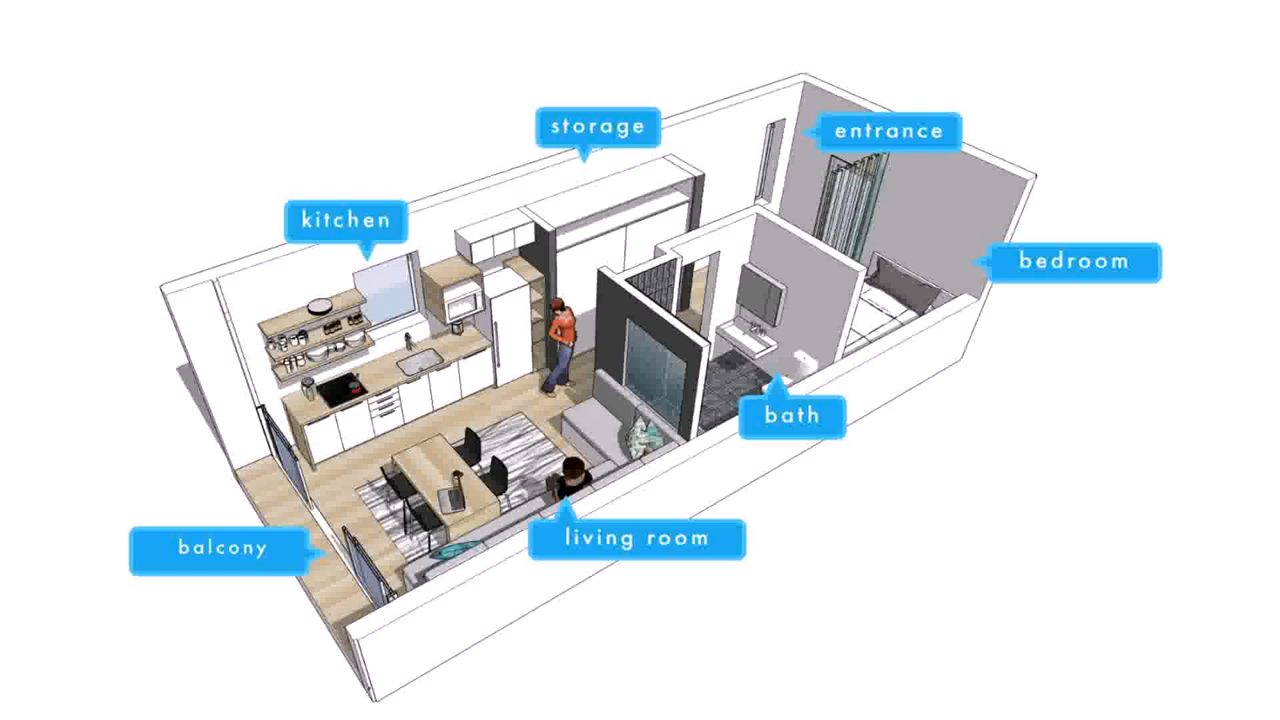 storage
entrance
kitchen
bedroom
bath
living room
balcony